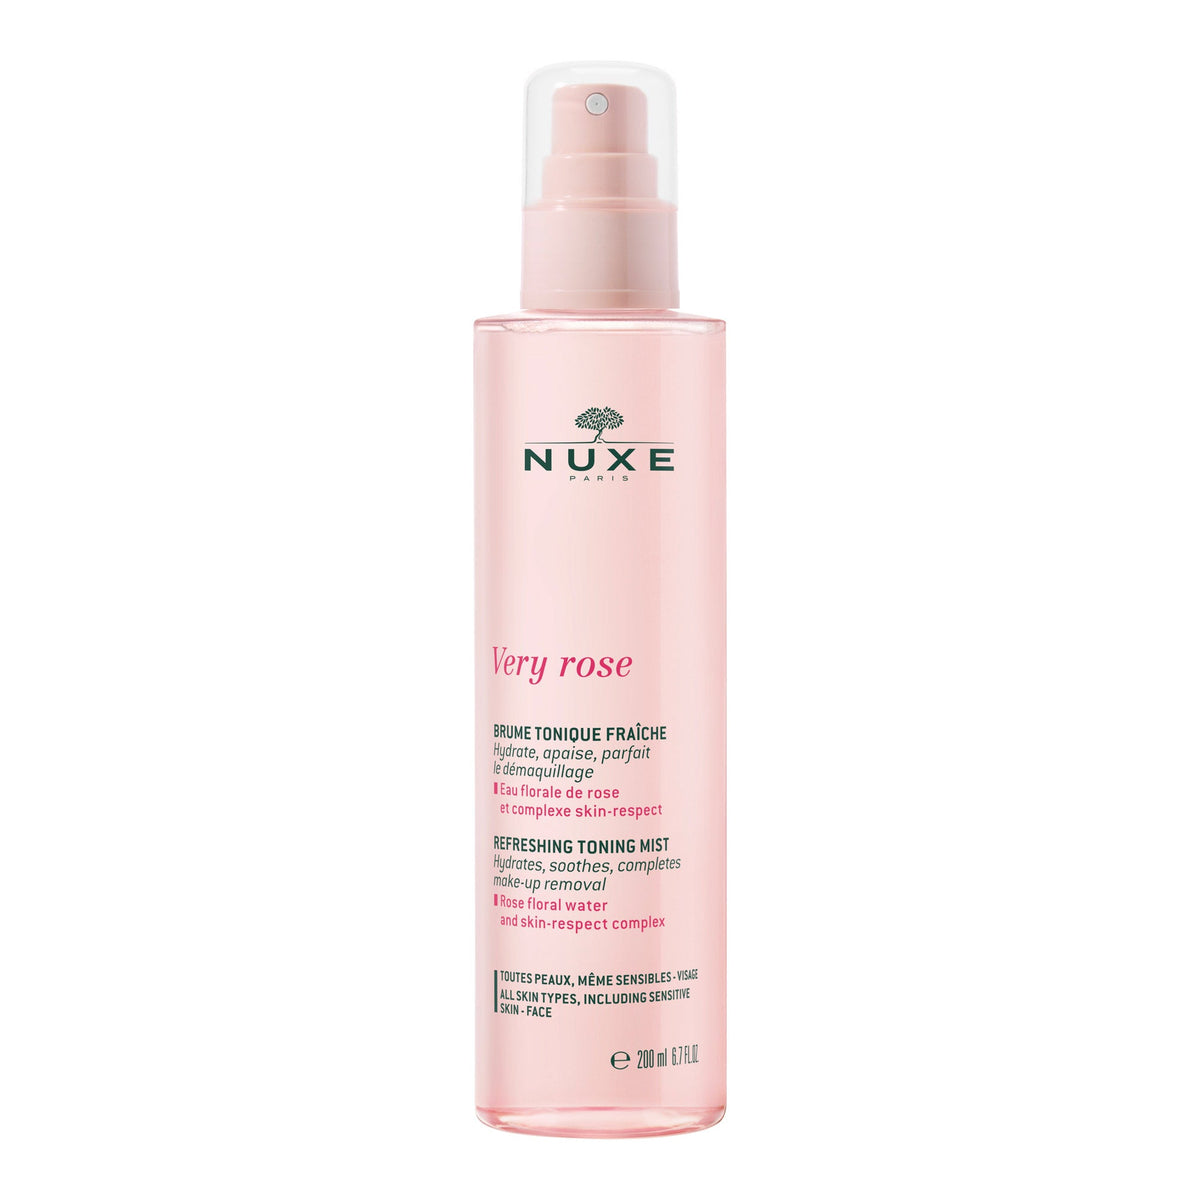 NUXE
PARIS
Very rose
BRUME TONIQUE FRAÎCHE
Hydrate, apaise, parfait
le démaquillage
Eau florale de rose
et complexe skin-respect
REFRESHING TONING MIST
Hydrates, soothes, completes
make-up removal
Rose floral water
and skin-respect complex
TOUTES PEAUX, MÊME SENSIBLES - VISAGE
ALL SKIN TYPES, INCLUDING SENSITIVE
SKIN - FACE
℮ 200 ml 6.7 FL.OZ